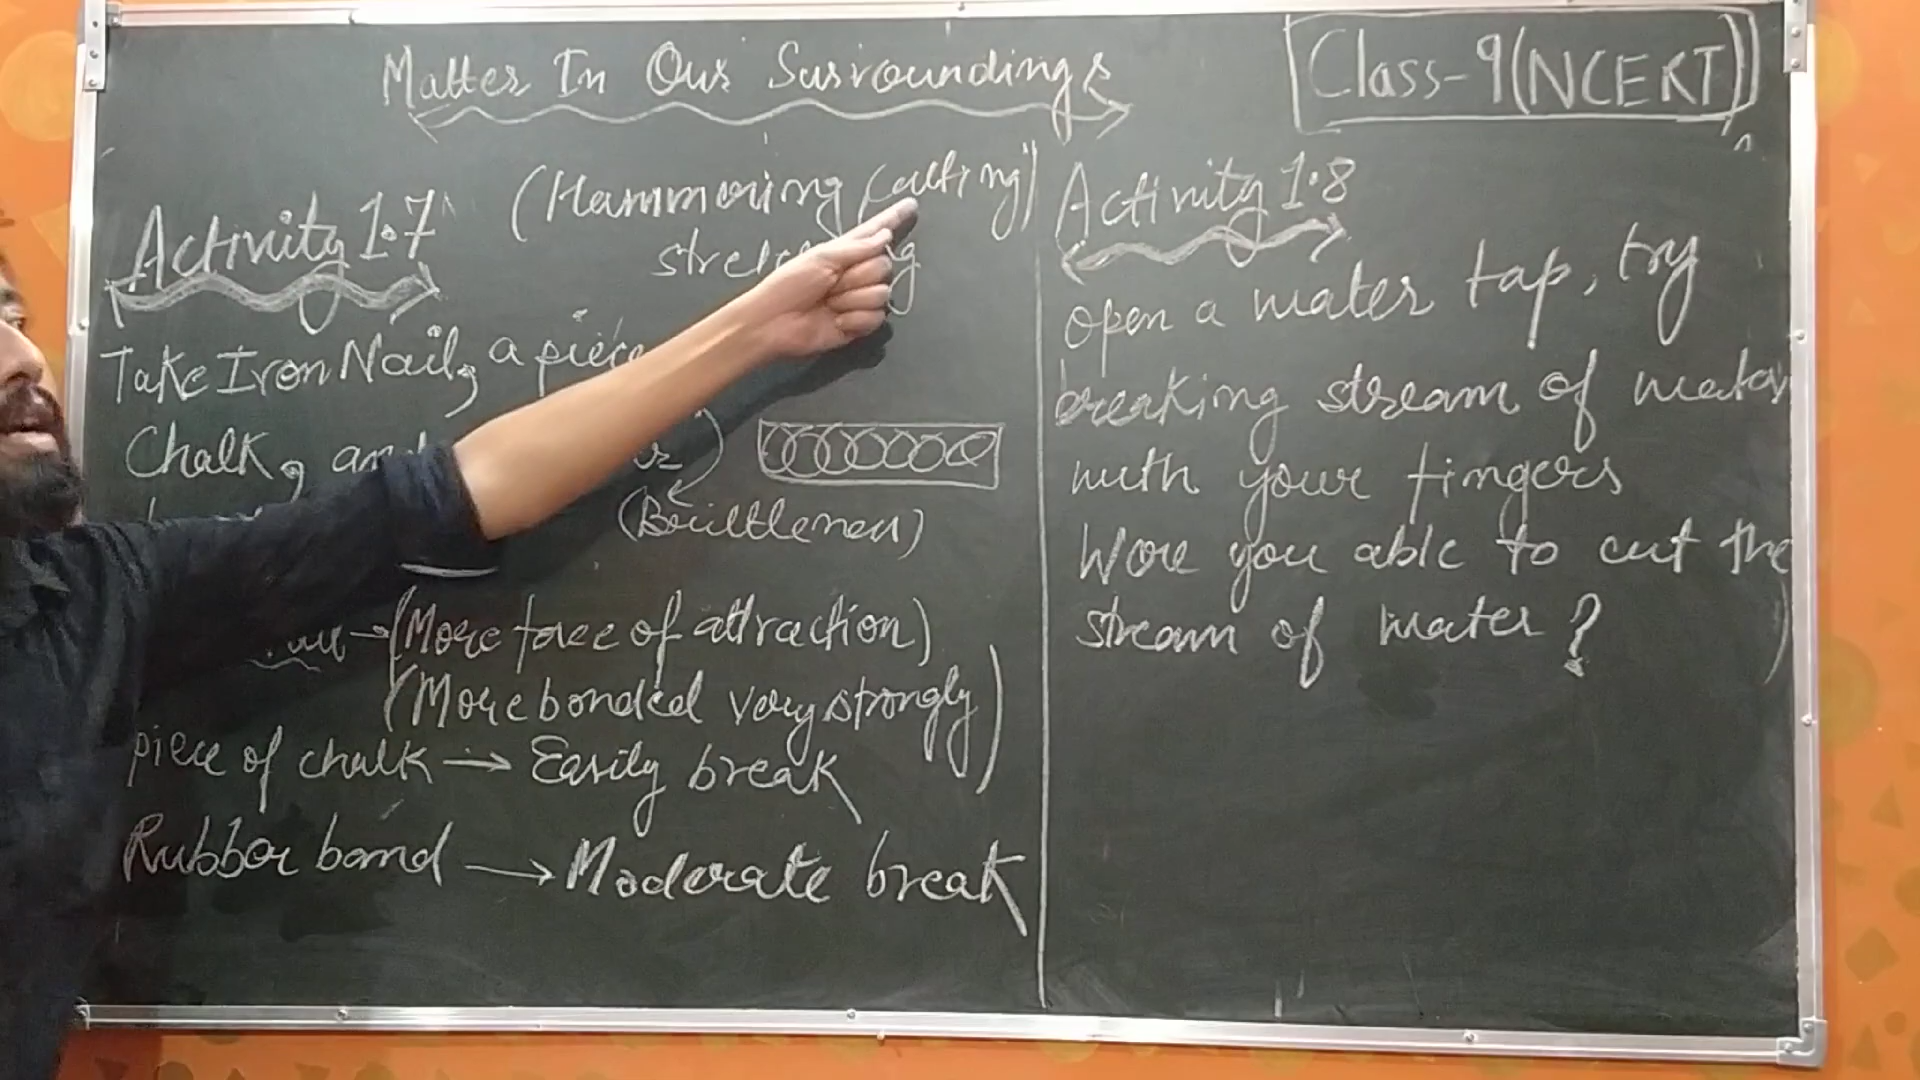 Matter In Our Surroundings
Class-9(NCERT)
Activity 1.7
(Hammering cutting)
Take Iron Nail, a piece
Chalk, and
(Brittleness)
(More force of attraction)
(More bonded very strongly)
piece of chalk → Easily break
Rubber band → Moderate break
Activity 1.8
open a water tap, try
breaking stream of water
with your fingers
Were you able to cut the
stream of water?